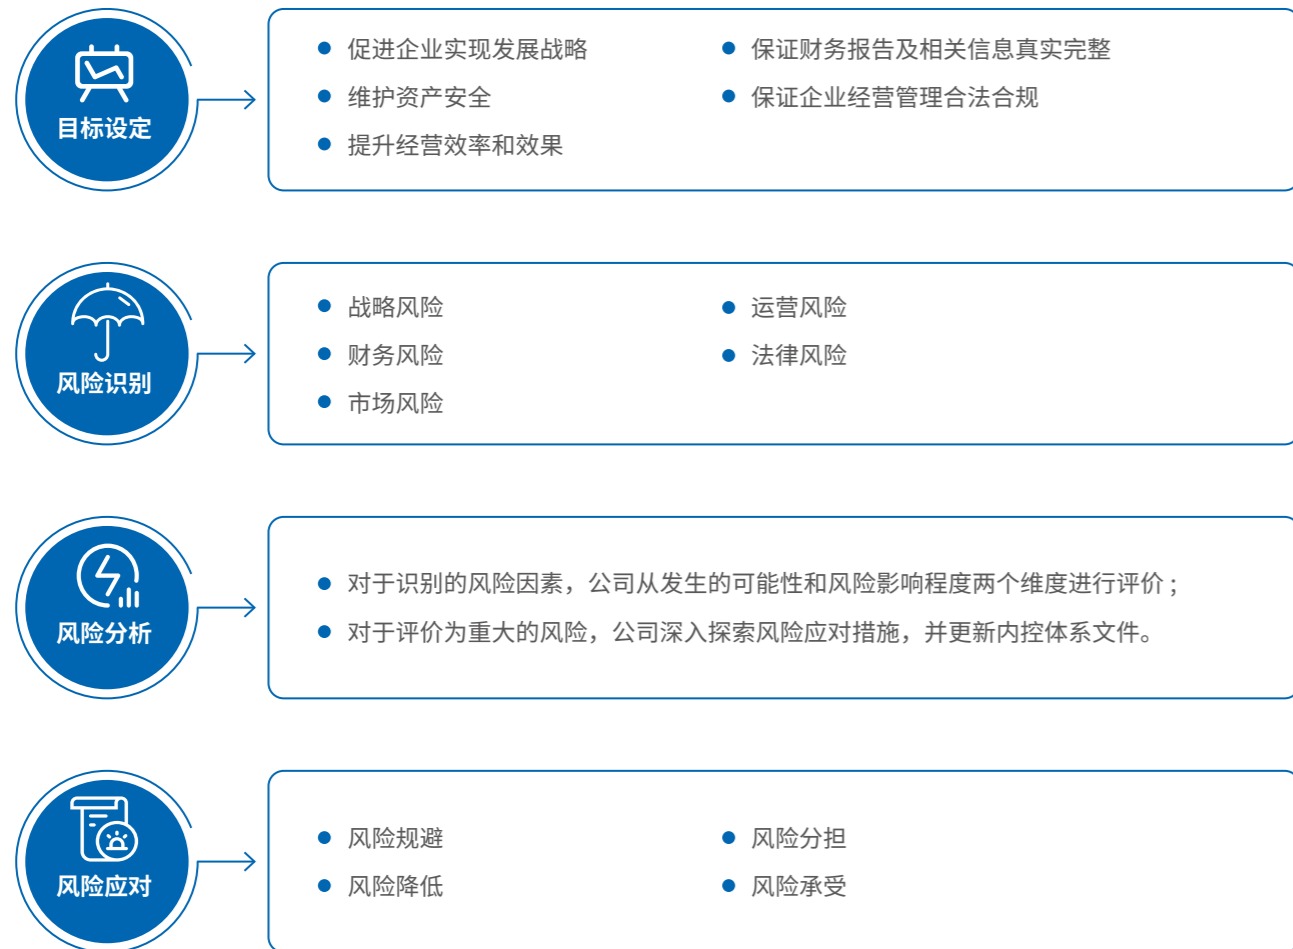 目标设定
促进企业实现发展战略
保证财务报告及相关信息真实完整
维护资产安全
保证企业经营管理合法合规
提升经营效率和效果
风险识别
战略风险
运营风险
财务风险
法律风险
市场风险
风险分析
对于识别的风险因素，公司从发生的可能性和风险影响程度两个维度进行评价；
对于评价为重大的风险，公司深入探索风险应对措施，并更新内控体系文件。
风险应对
风险规避
风险分担
风险降低
风险承受